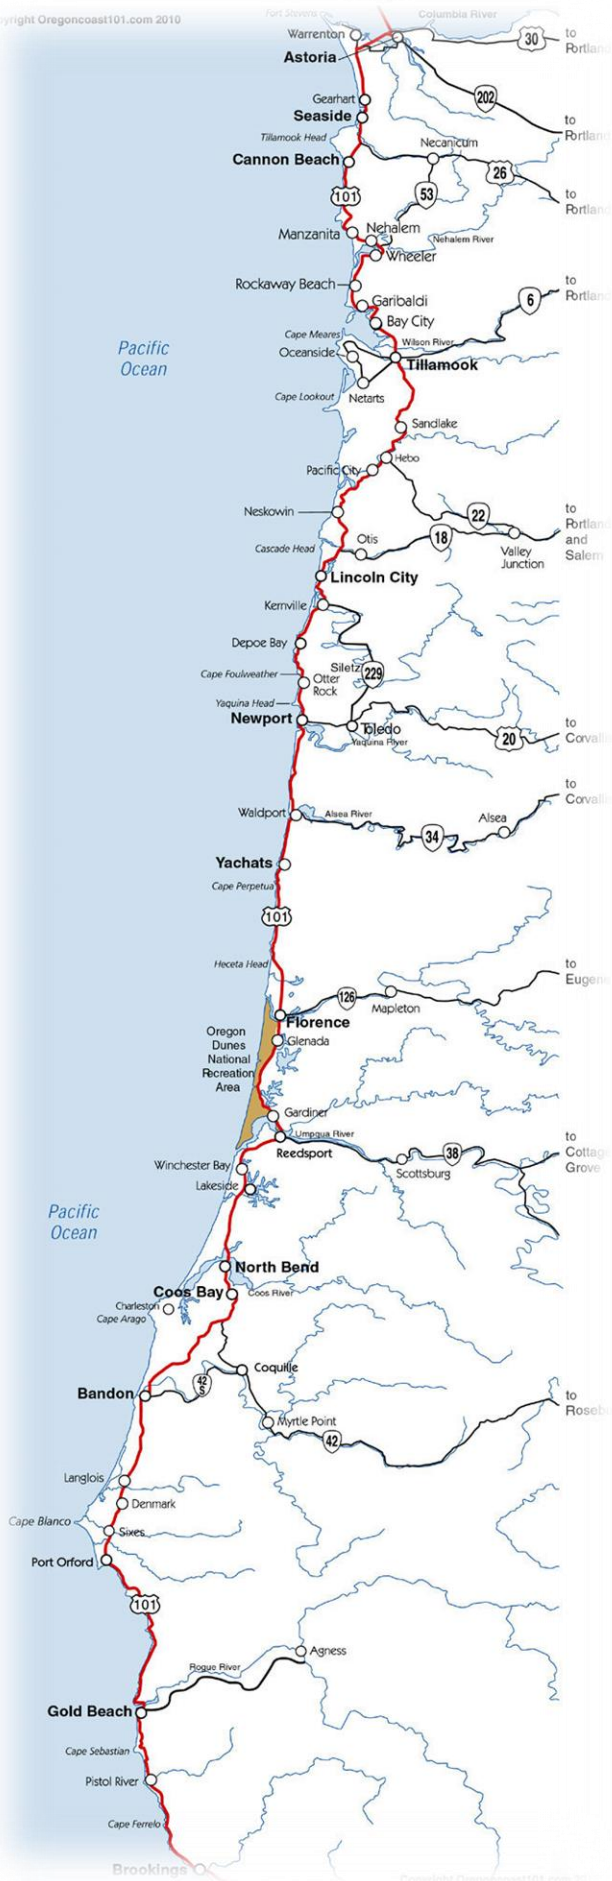 Fort Stevens
Columbia River
yright Oregoncoast101.com 2010
Warrenton
30
to
Portland
Astoria
Gearhart
202
Seaside
to
Portland
Tillamook Head
Necanicum
Cannon Beach
26
101
53
to
Portland
Nehalem
Manzanita
Nehalem River
Wheeler
Rockaway Beach
to
Portland
Garibaldi
6
Bay City
Cape Meares
Wilson River
Pacific
Ocean
Oceanside
Tillamook
Cape Lookout
Netarts
Sandlake
Hebo
Pacific City
Neskowin
22
to
Portland
and
Salem
18
Otis
Cascade Head
Valley
Junction
Lincoln City
Kernville
Depoe Bay
Siletz
229
Cape Foulweather
Otter
Rock
Yaquina Head
Newport
Toledo
Yaquina River
20
to
Corvalli
to
Corvalli
Waldport
Alsea River
Alsea
34
Yachats
Cape Perpetua
101
Heceta Head
to
Eugene
126
Mapleton
Florence
Oregon
Dunes
National
Recreation
Area
Glenada
Gardiner
Umpqua River
Reedsport
to
Cottag
Grove
38
Winchester Bay
Scottsburg
Lakeside
Pacific
Ocean
North Bend
Coos Bay
Coos River
Charleston
Cape Arago
Coquille
42
S
Bandon
to
Roseb
Myrtle Point
42
Langlois
Denmark
Cape Blanco
Sixes
Port Orford
101
Agness
Rogue River
Gold Beach
Cape Sebastian
Pistol River
Cape Ferrelo
Brookings
Copyright Oregoncoast101.com 20